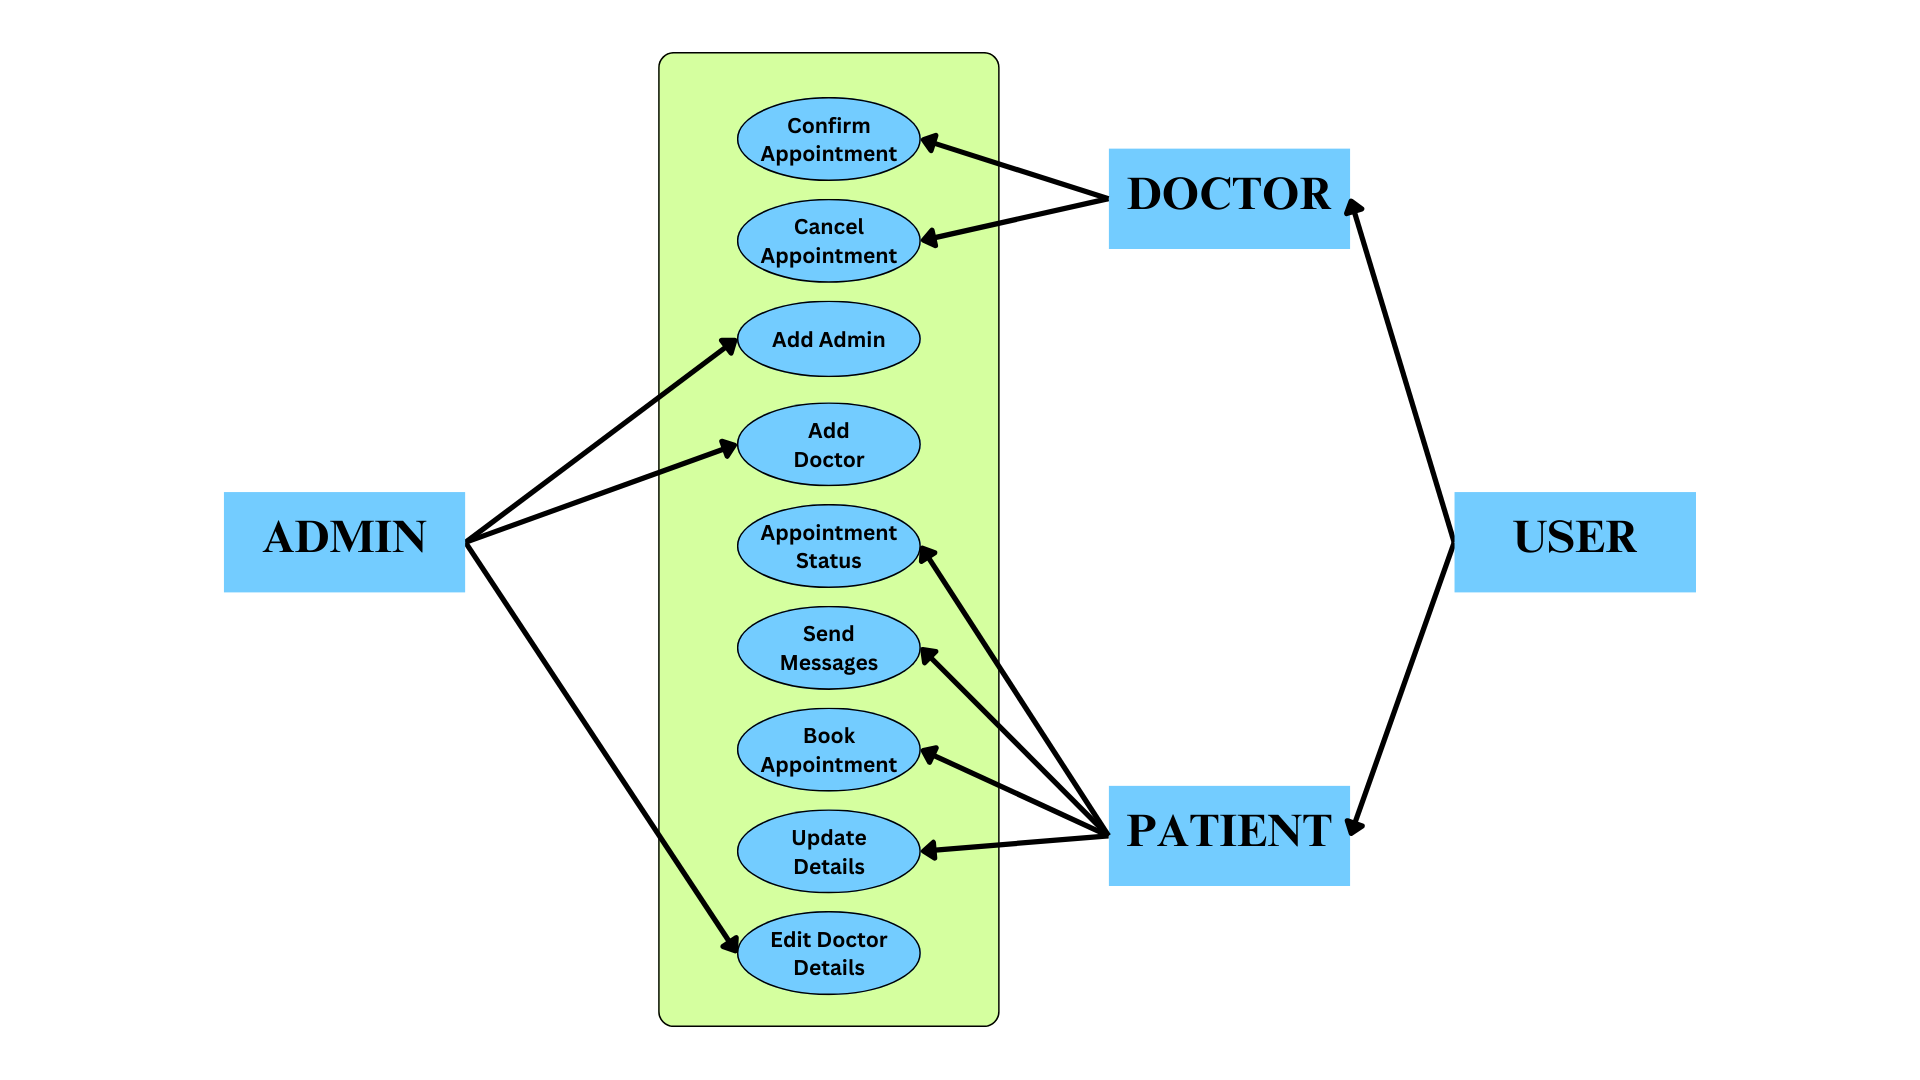 Confirm
Appointment
Cancel
Appointment
Add Admin
Add
Doctor
Appointment
Status
Send
Messages
Book
Appointment
Update
Details
Edit Doctor
Details
ADMIN
DOCTOR
PATIENT
USER